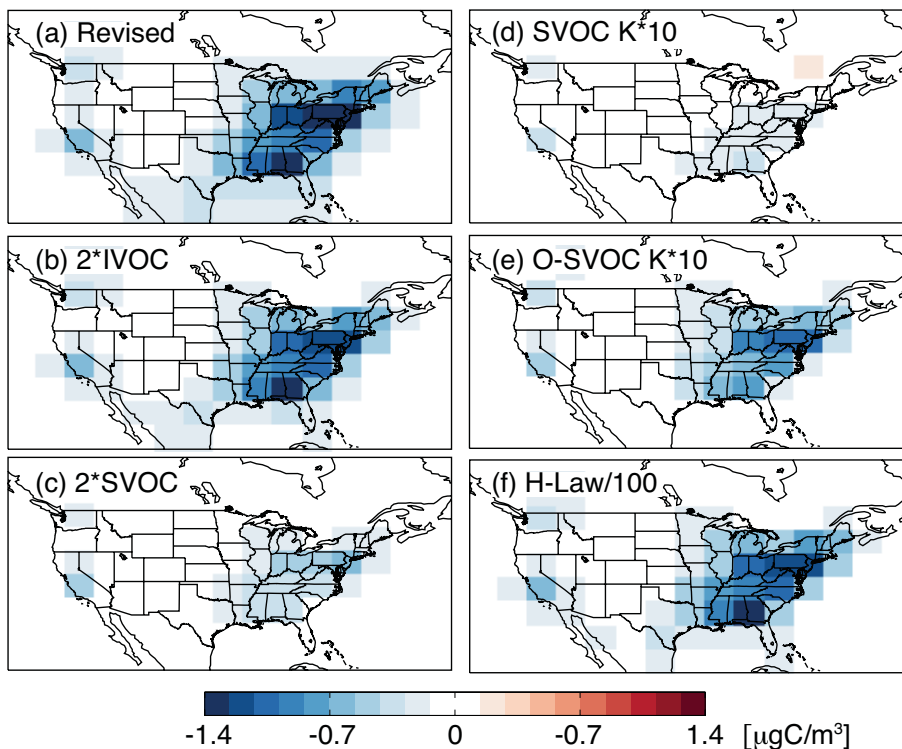 (a) Revised
(d) SVOC K*10
(b) 2*IVOC
(e) O-SVOC K*10
(c) 2*SVOC
(f) H-Law/100
-1.4 -0.7 0 -0.7 1.4 [μgC/m³]